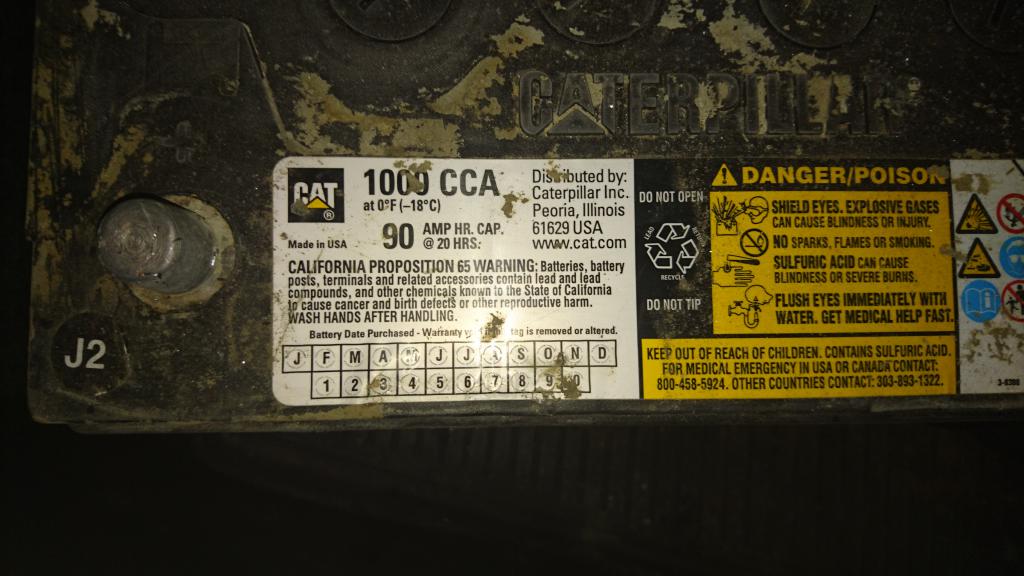 CATERPILLAR
+
CAT
®
Made in USA
1000 CCA
at 0°F (–18°C)
90 AMP HR. CAP.
@ 20 HRS:
Distributed by:
Caterpillar Inc.
Peoria, Illinois
61629 USA
www.cat.com
CALIFORNIA PROPOSITION 65 WARNING: Batteries, battery
posts, terminals and related accessories contain lead and lead
compounds, and other chemicals known to the State of California
to cause cancer and birth defects or other reproductive harm.
WASH HANDS AFTER HANDLING.
Battery Date Purchased - Warranty void if this tag is removed or altered.
J F M A M J J A S O N D
1 2 3 4 5 6 7 8 9 0
DO NOT OPEN
LEAD
RECYCLE
DO NOT TIP
DANGER/POISON
SHIELD EYES. EXPLOSIVE GASES
CAN CAUSE BLINDNESS OR INJURY.
NO SPARKS, FLAMES OR SMOKING.
SULFURIC ACID CAN CAUSE
BLINDNESS OR SEVERE BURNS.
FLUSH EYES IMMEDIATELY WITH
WATER. GET MEDICAL HELP FAST.
KEEP OUT OF REACH OF CHILDREN. CONTAINS SULFURIC ACID.
FOR MEDICAL EMERGENCY IN USA OR CANADA CONTACT:
800-458-5924. OTHER COUNTRIES CONTACT: 303-893-1322.
J2